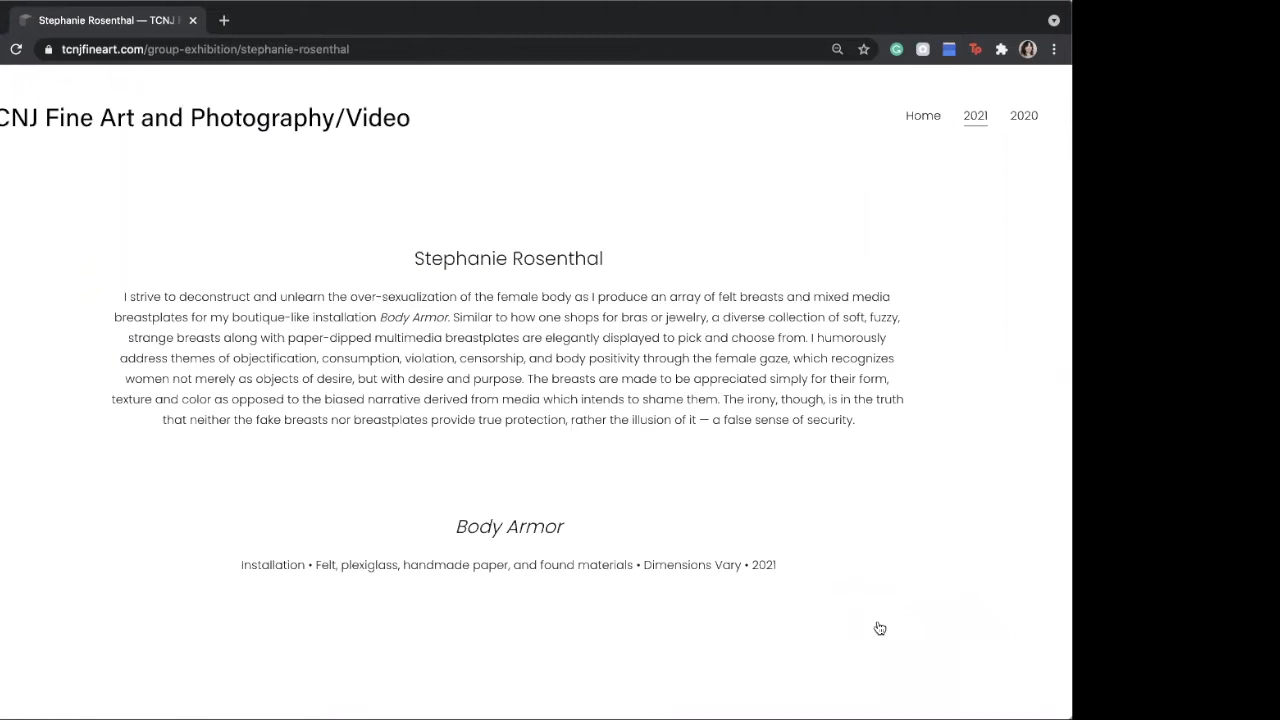 Stephanie Rosenthal — TCNJ
tcnjfineart.com/group-exhibition/stephanie-rosenthal
CNJ Fine Art and Photography/Video
Home 2021 2020
Stephanie Rosenthal
I strive to deconstruct and unlearn the over-sexualization of the female body as I produce an array of felt breasts and mixed media
breastplates for my boutique-like installation Body Armor. Similar to how one shops for bras or jewelry, a diverse collection of soft, fuzzy,
strange breasts along with paper-dipped multimedia breastplates are elegantly displayed to pick and choose from. I humorously
address themes of objectification, consumption, violation, censorship, and body positivity through the female gaze, which recognizes
women not merely as objects of desire, but with desire and purpose. The breasts are made to be appreciated simply for their form,
texture and color as opposed to the biased narrative derived from media which intends to shame them. The irony, though, is in the truth
that neither the fake breasts nor breastplates provide true protection, rather the illusion of it — a false sense of security.
Body Armor
Installation • Felt, plexiglass, handmade paper, and found materials • Dimensions Vary • 2021